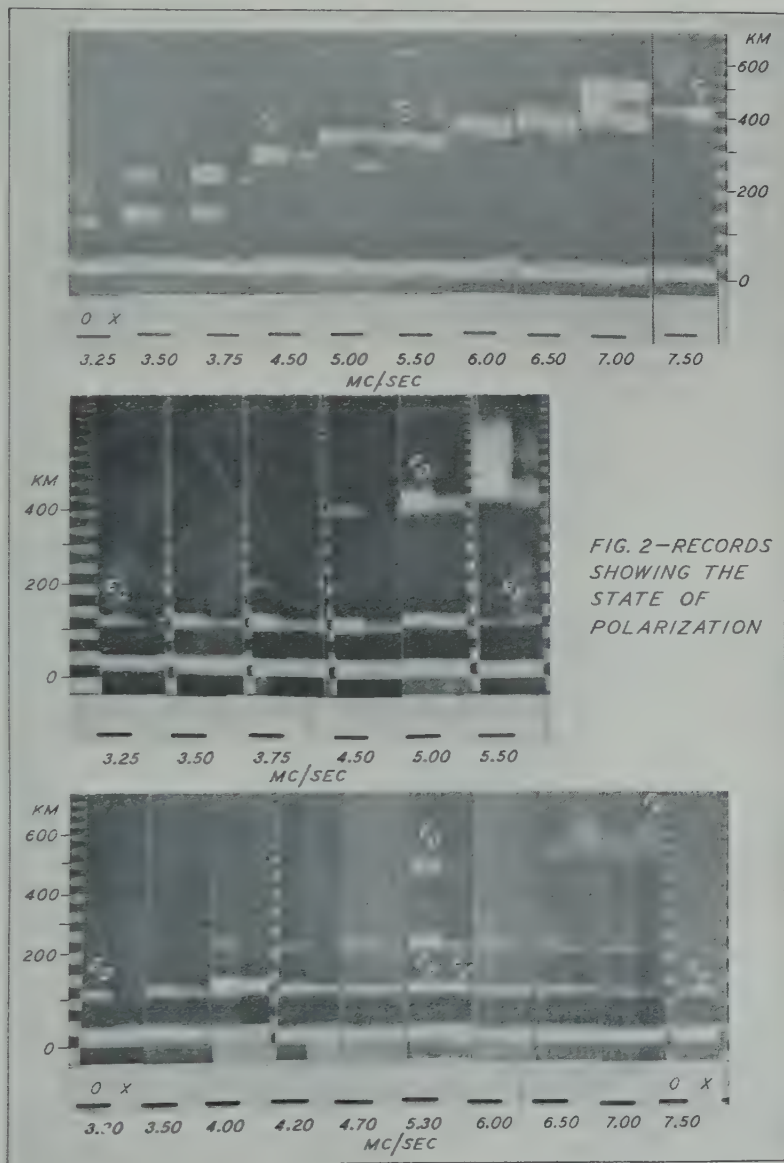 KM
600
400
200
0
O X
3.25 3.50 3.75 4.50 5.00 5.50 6.00 6.50 7.00 7.50
MC/SEC
KM
400
200
0
3.25 3.50 3.75 4.50 5.00 5.50
MC/SEC
FIG. 2—RECORDS
SHOWING THE
STATE OF
POLARIZATION
KM
600
400
200
0
O X O X
3.50 4.00 4.20 4.70 5.30 6.00 6.50 7.00 7.50
MC/SEC